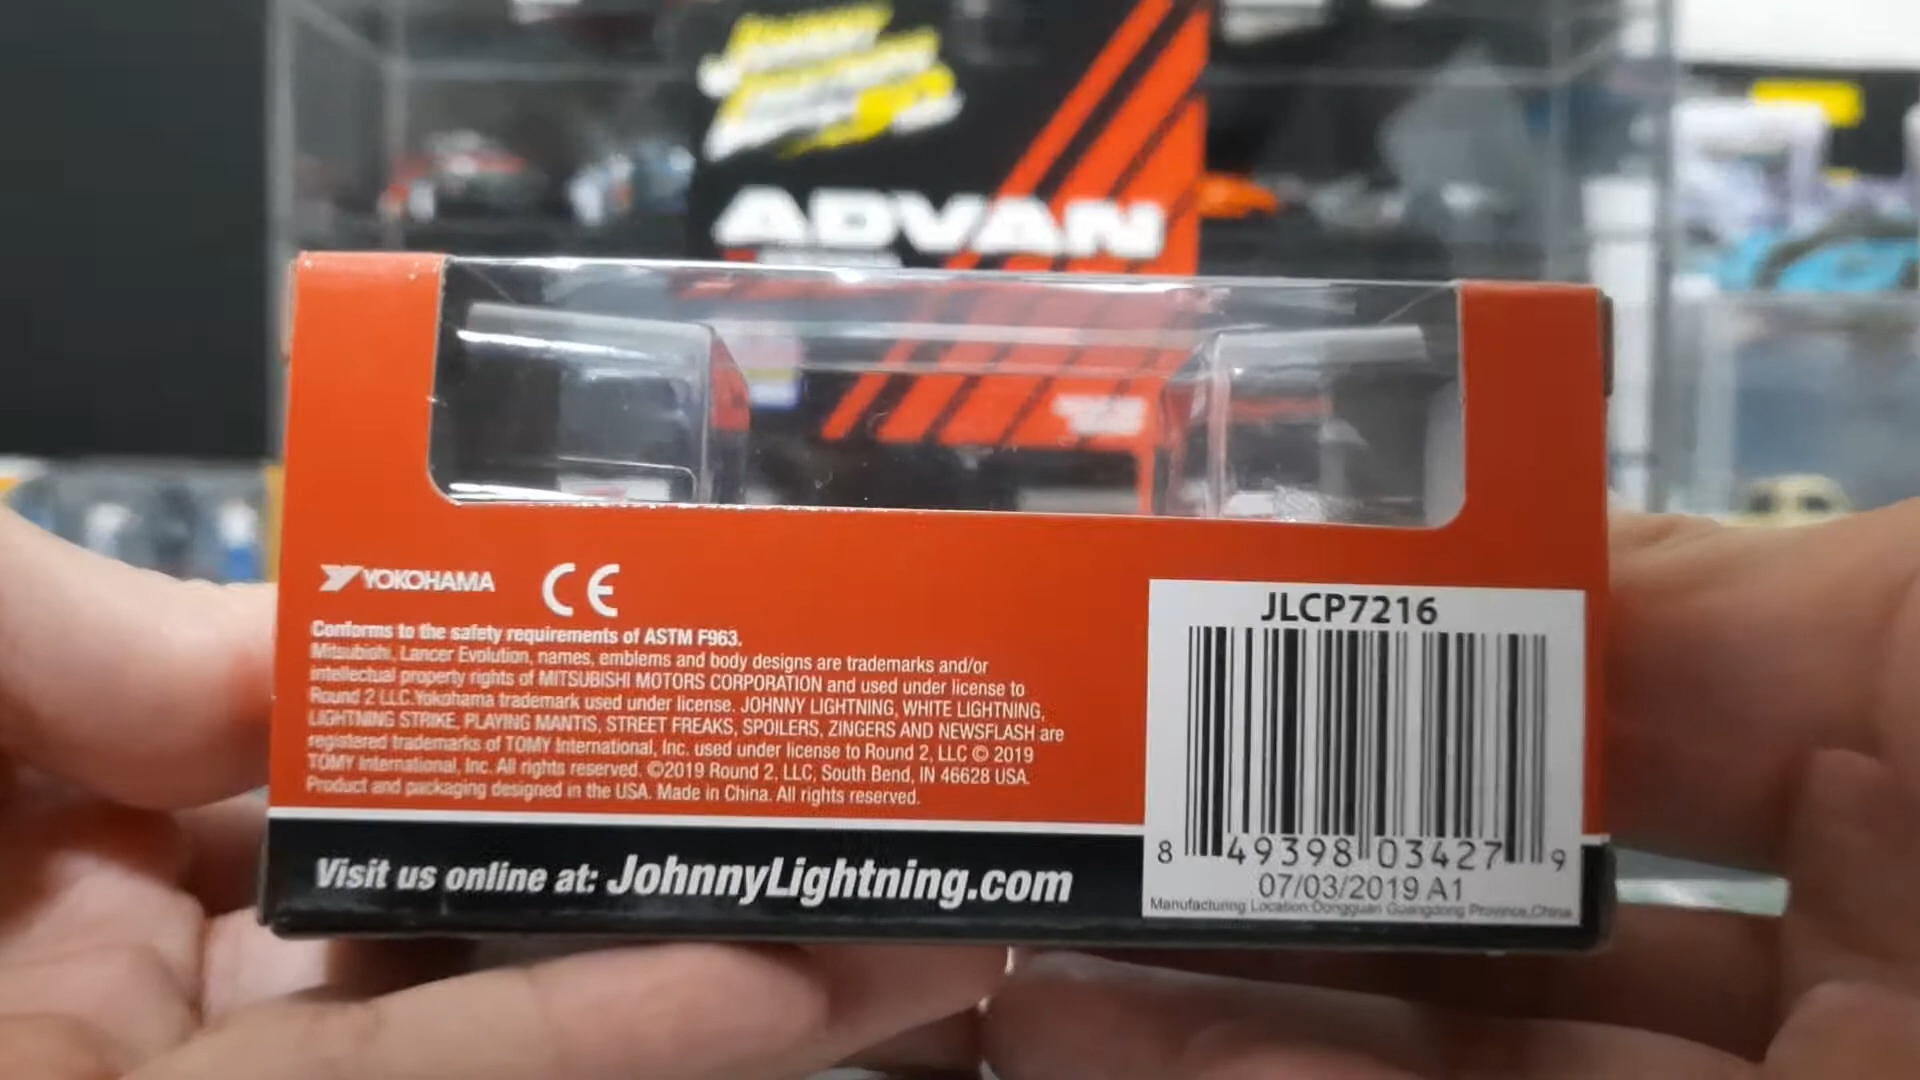 ADVAN
YOKOHAMA CE
Conforms to the safety requirements of ASTM F963.
Mitsubishi, Lancer Evolution, names, emblems and body designs are trademarks and/or
intellectual property rights of MITSUBISHI MOTORS CORPORATION and used under license to
Round 2 LLC.Yokohama trademark used under license. JOHNNY LIGHTNING, WHITE LIGHTNING,
LIGHTNING STRIKE, PLAYING MANTIS, STREET FREAKS, SPOILERS, ZINGERS AND NEWSFLASH are
registered trademarks of TOMY International, Inc. used under license to Round 2, LLC © 2019
TOMY International, Inc. All rights reserved. ©2019 Round 2, LLC, South Bend, IN 46628 USA.
Product and packaging designed in the USA. Made in China. All rights reserved.
Visit us online at: JohnnyLightning.com
JLCP7216
8 49398 03427 9
07/03/2019 A1
Manufacturing Location:Dongguan Guangdong Province,China